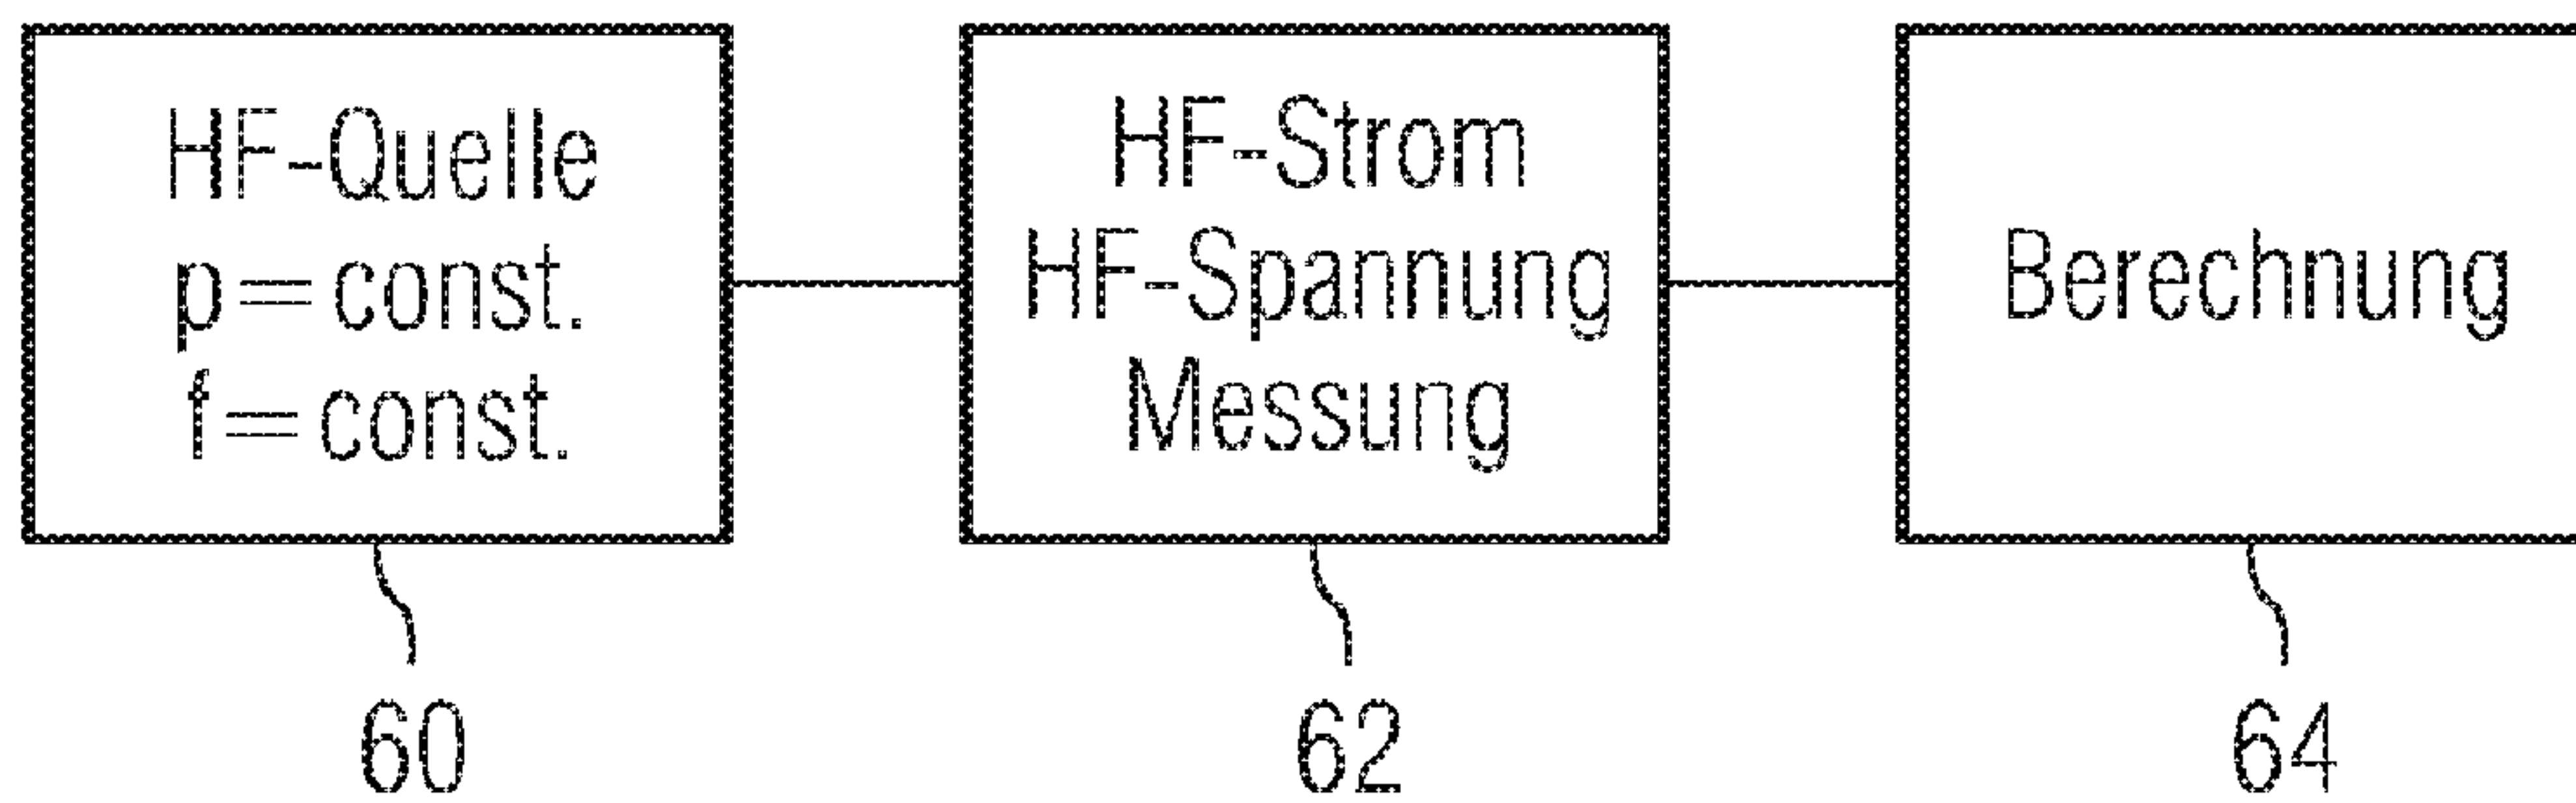 HF-Quelle
p=const.
f=const.
HF-Strom
HF-Spannung
Messung
Berechnung
60
62
64